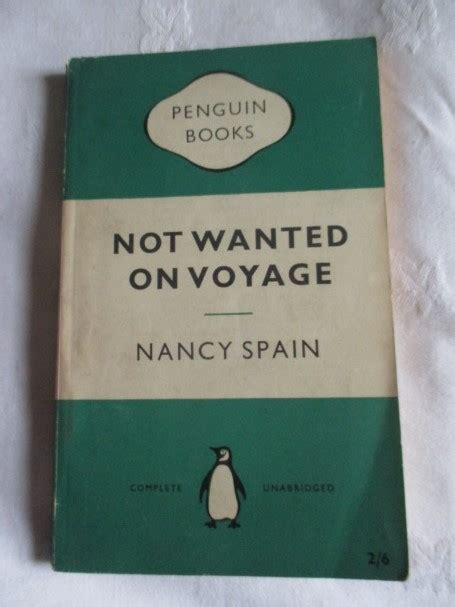 PENGUIN
BOOKS
NOT WANTED
ON VOYAGE
NANCY SPAIN
COMPLETE UNABRIDGED
2/6